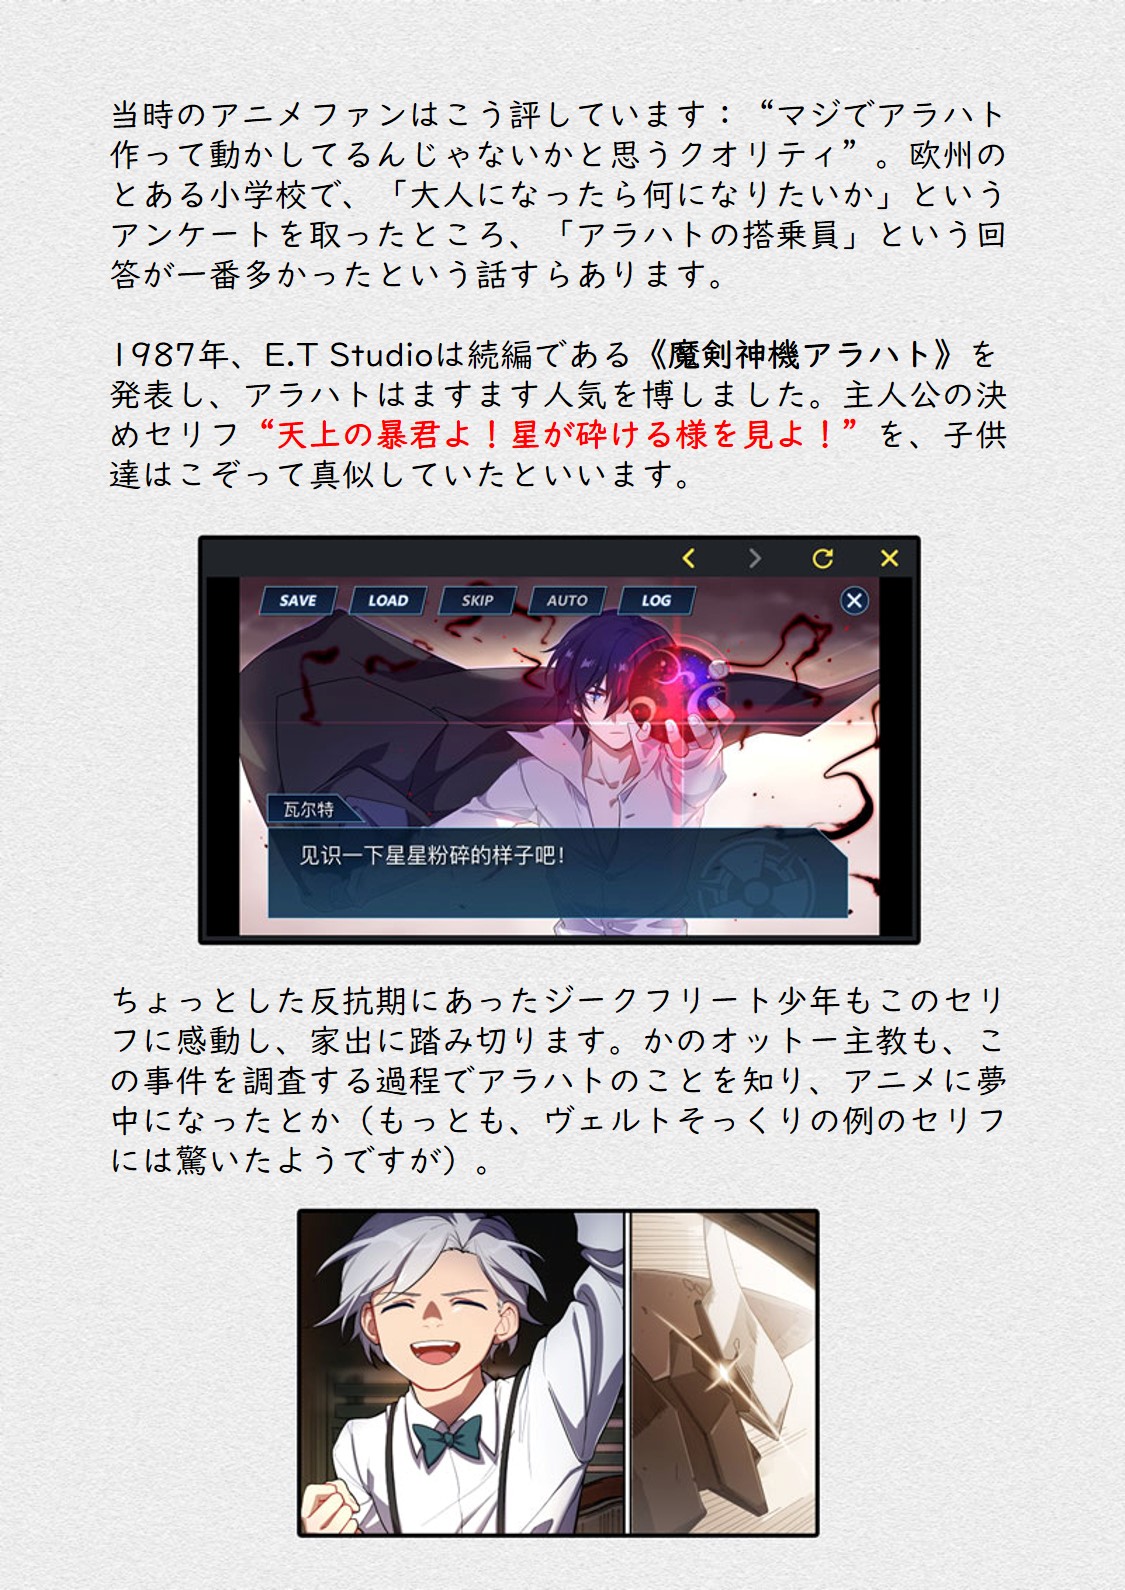 当時のアニメファンはこう評しています：“マジでアラハト
作って動かしてるんじゃないかと思うクオリティ”。欧州の
とある小学校で、「大人になったら何になりたいか」という
アンケートを取ったところ、「アラハトの搭乗員」という回
答が一番多かったという話すらあります。
1987年、E.T Studioは続編である《魔剣神機アラハト》を
発表し、アラハトはますます人気を博しました。主人公の決
めセリフ“天上の暴君よ！星が砕ける様を見よ！”を、子供
達はこぞって真似していたといいます。
SAVE LOAD SKIP AUTO LOG
瓦尔特
见识一下星星粉碎的样子吧！
ちょっとした反抗期にあったジークフリート少年もこのセリ
フに感動し、家出に踏み切ります。かのオットー主教も、こ
の事件を調査する過程でアラハトのことを知り、アニメに夢
中になったとか（もっとも、ヴェルトそっくりの例のセリフ
には驚いたようですが）。